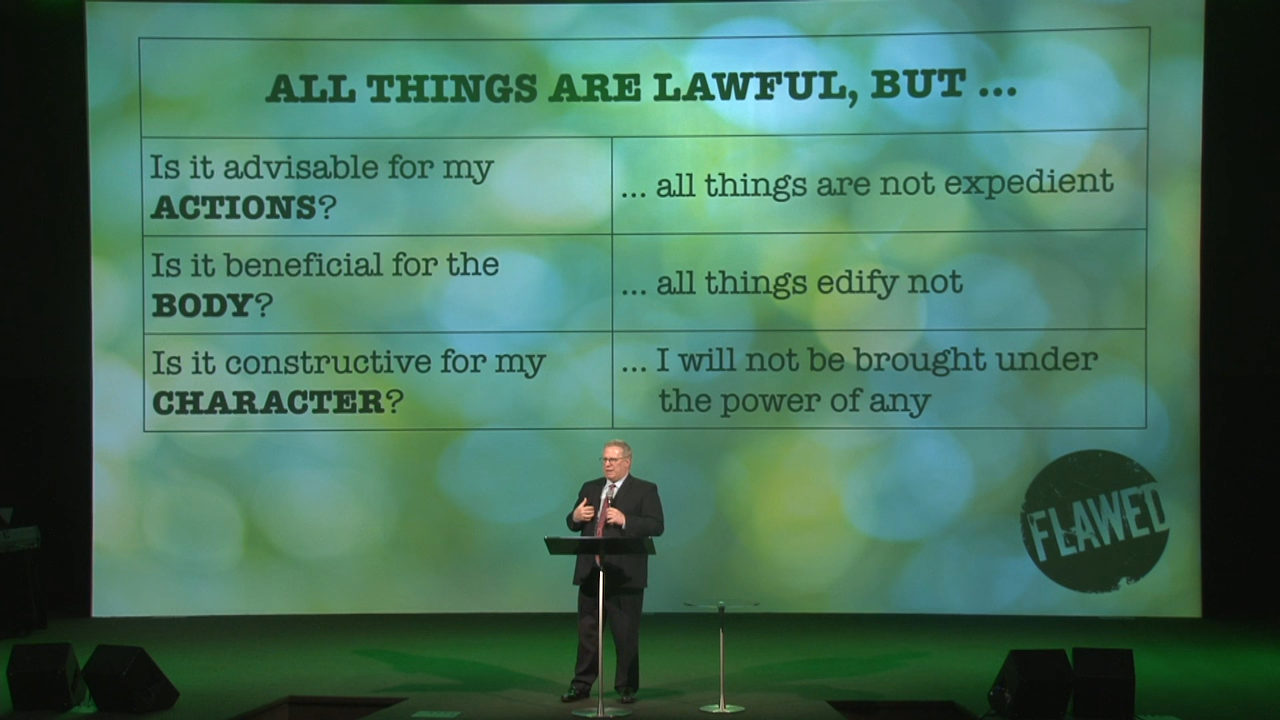 ALL THINGS ARE LAWFUL, BUT ...
Is it advisable for my
ACTIONS?
... all things are not expedient
Is it beneficial for the
BODY?
... all things edify not
Is it constructive for my
CHARACTER?
... I will not be brought under
the power of any
FLAWED